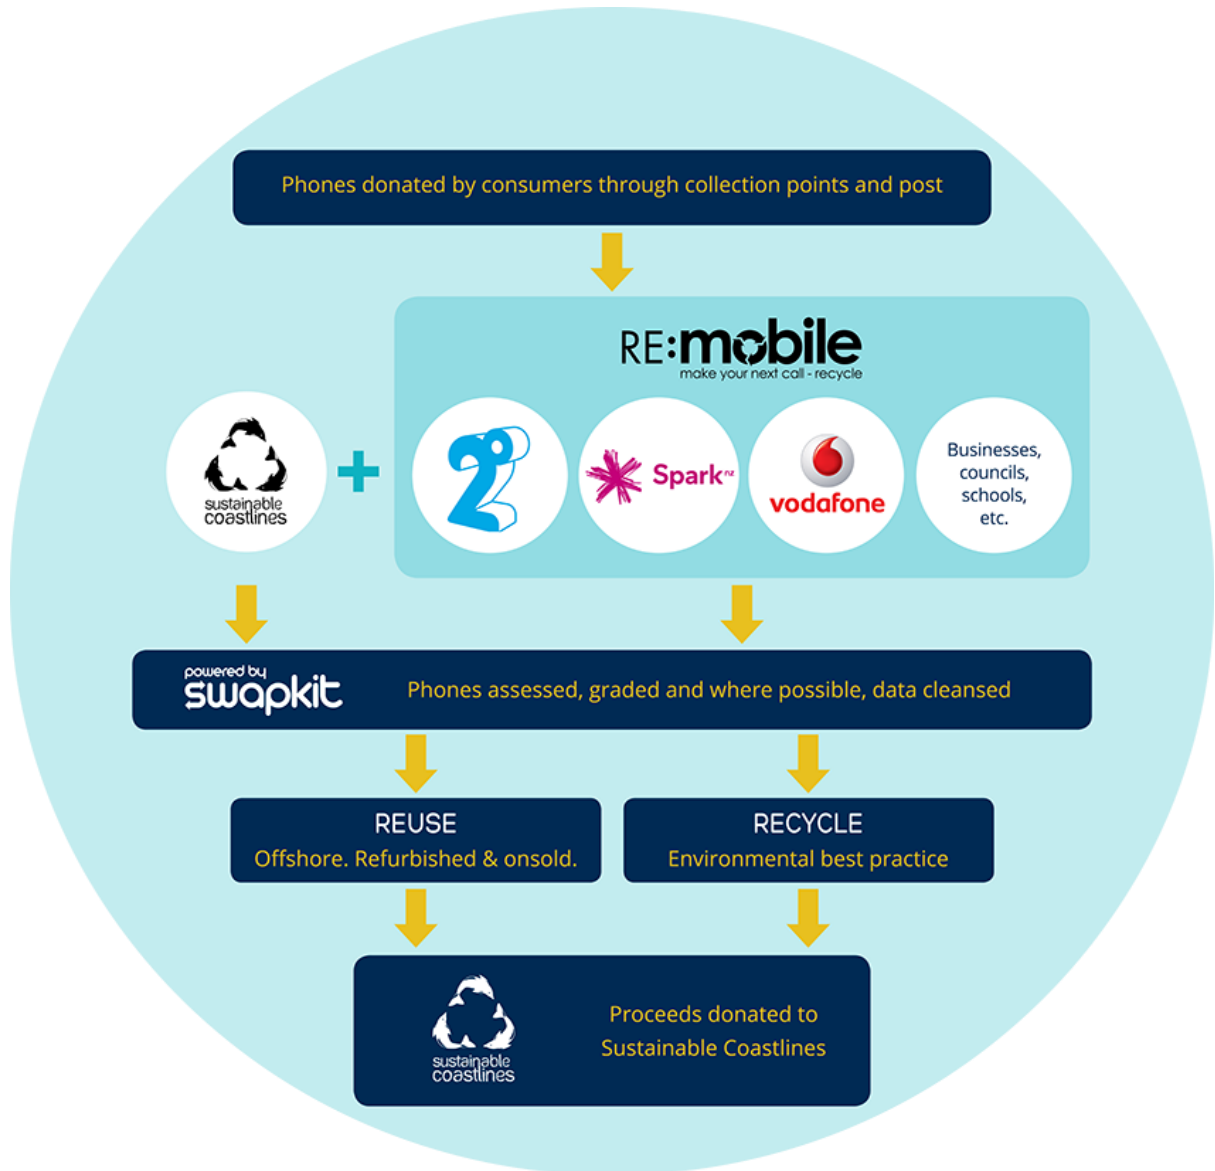 Phones donated by consumers through collection points and post
RE:mobile
make your next call - recycle
sustainable
coastlines
+
2°
Spark nz
vodafone
Businesses,
councils,
schools,
etc.
powered by
swapkit
Phones assessed, graded and where possible, data cleansed
REUSE
Offshore. Refurbished & onsold.
RECYCLE
Environmental best practice
sustainable
coastlines
Proceeds donated to
Sustainable Coastlines